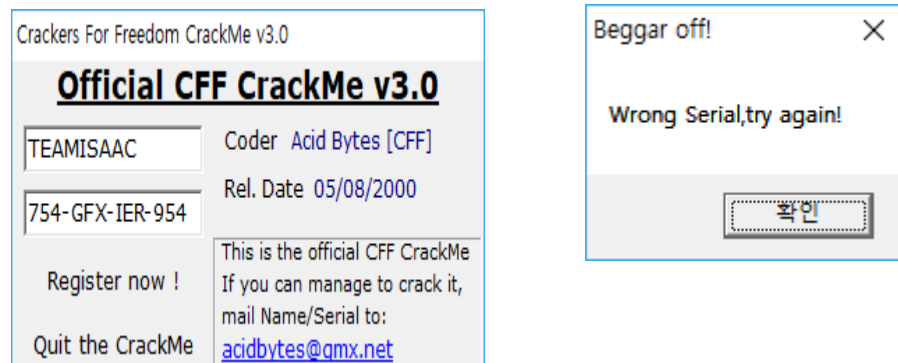 Crackers For Freedom CrackMe v3.0
Official CFF CrackMe v3.0
TEAMISAAC
Coder Acid Bytes [CFF]
754-GFX-IER-954
Rel. Date 05/08/2000
Register now !
Quit the CrackMe
This is the official CFF CrackMe
If you can manage to crack it,
mail Name/Serial to:
acidbytes@gmx.net
Beggar off!
Wrong Serial,try again!
확인